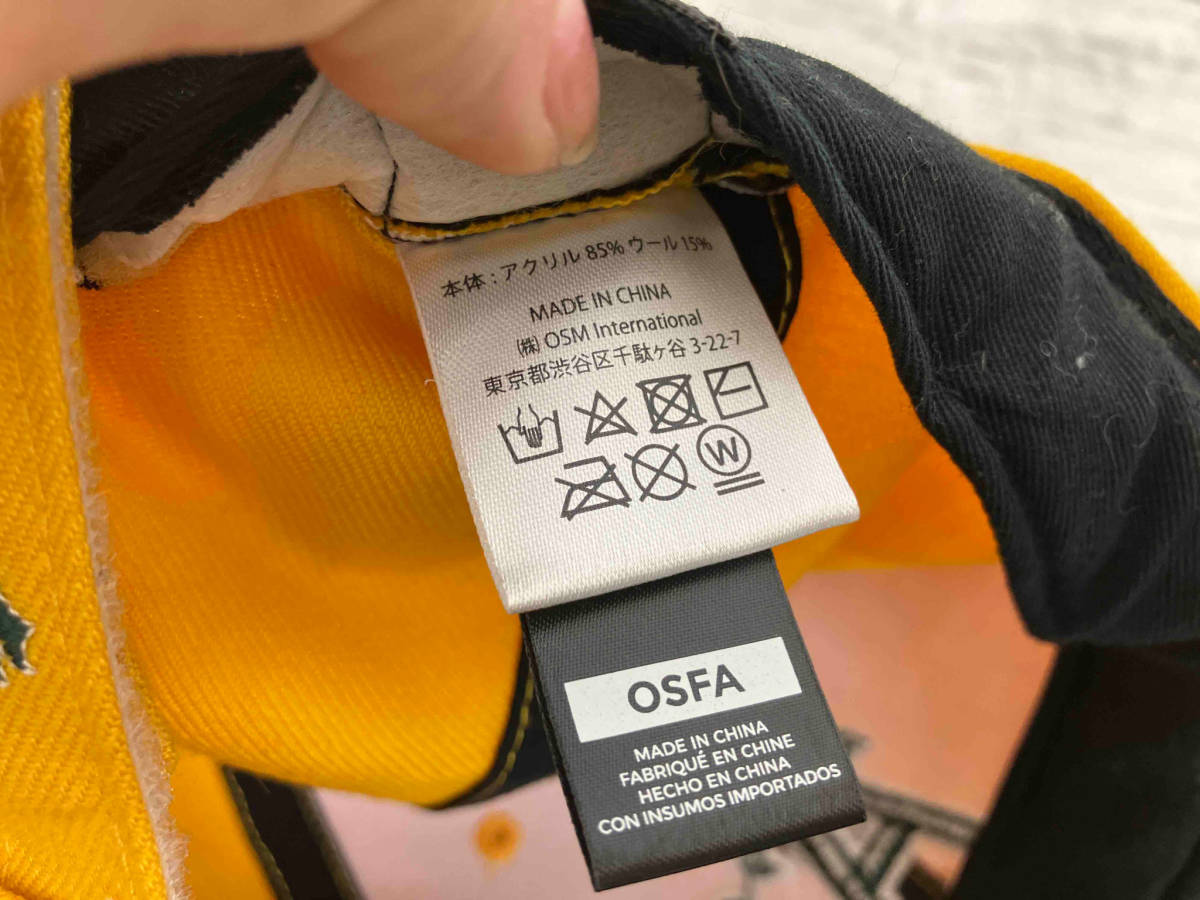 本体 : アクリル 85% ウール 15%
MADE IN CHINA
㈱ OSM International
東京都渋谷区千駄ヶ谷 3-22-7
W
OSFA
MADE IN CHINA
FABRIQUÉ EN CHINE
HECHO EN CHINA
CON INSUMOS IMPORTADOS